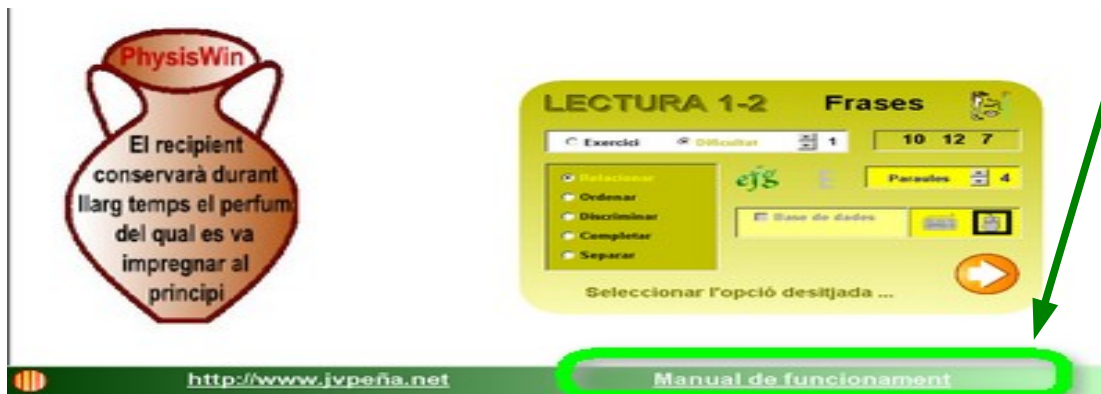 PhysisWin
El recipient
conservarà durant
llarg temps el perfum
del qual es va
impregnar al
principi
LECTURA 1-2 Frases
Exercici Dificultat 1 10 12 7
Relacionar
Ordenar
Discriminar
Completar
Separar
efg E Paraules 4
Base de dades
Seleccionar l'opció desitjada ...
http://www.jvpeña.net Manual de funcionament